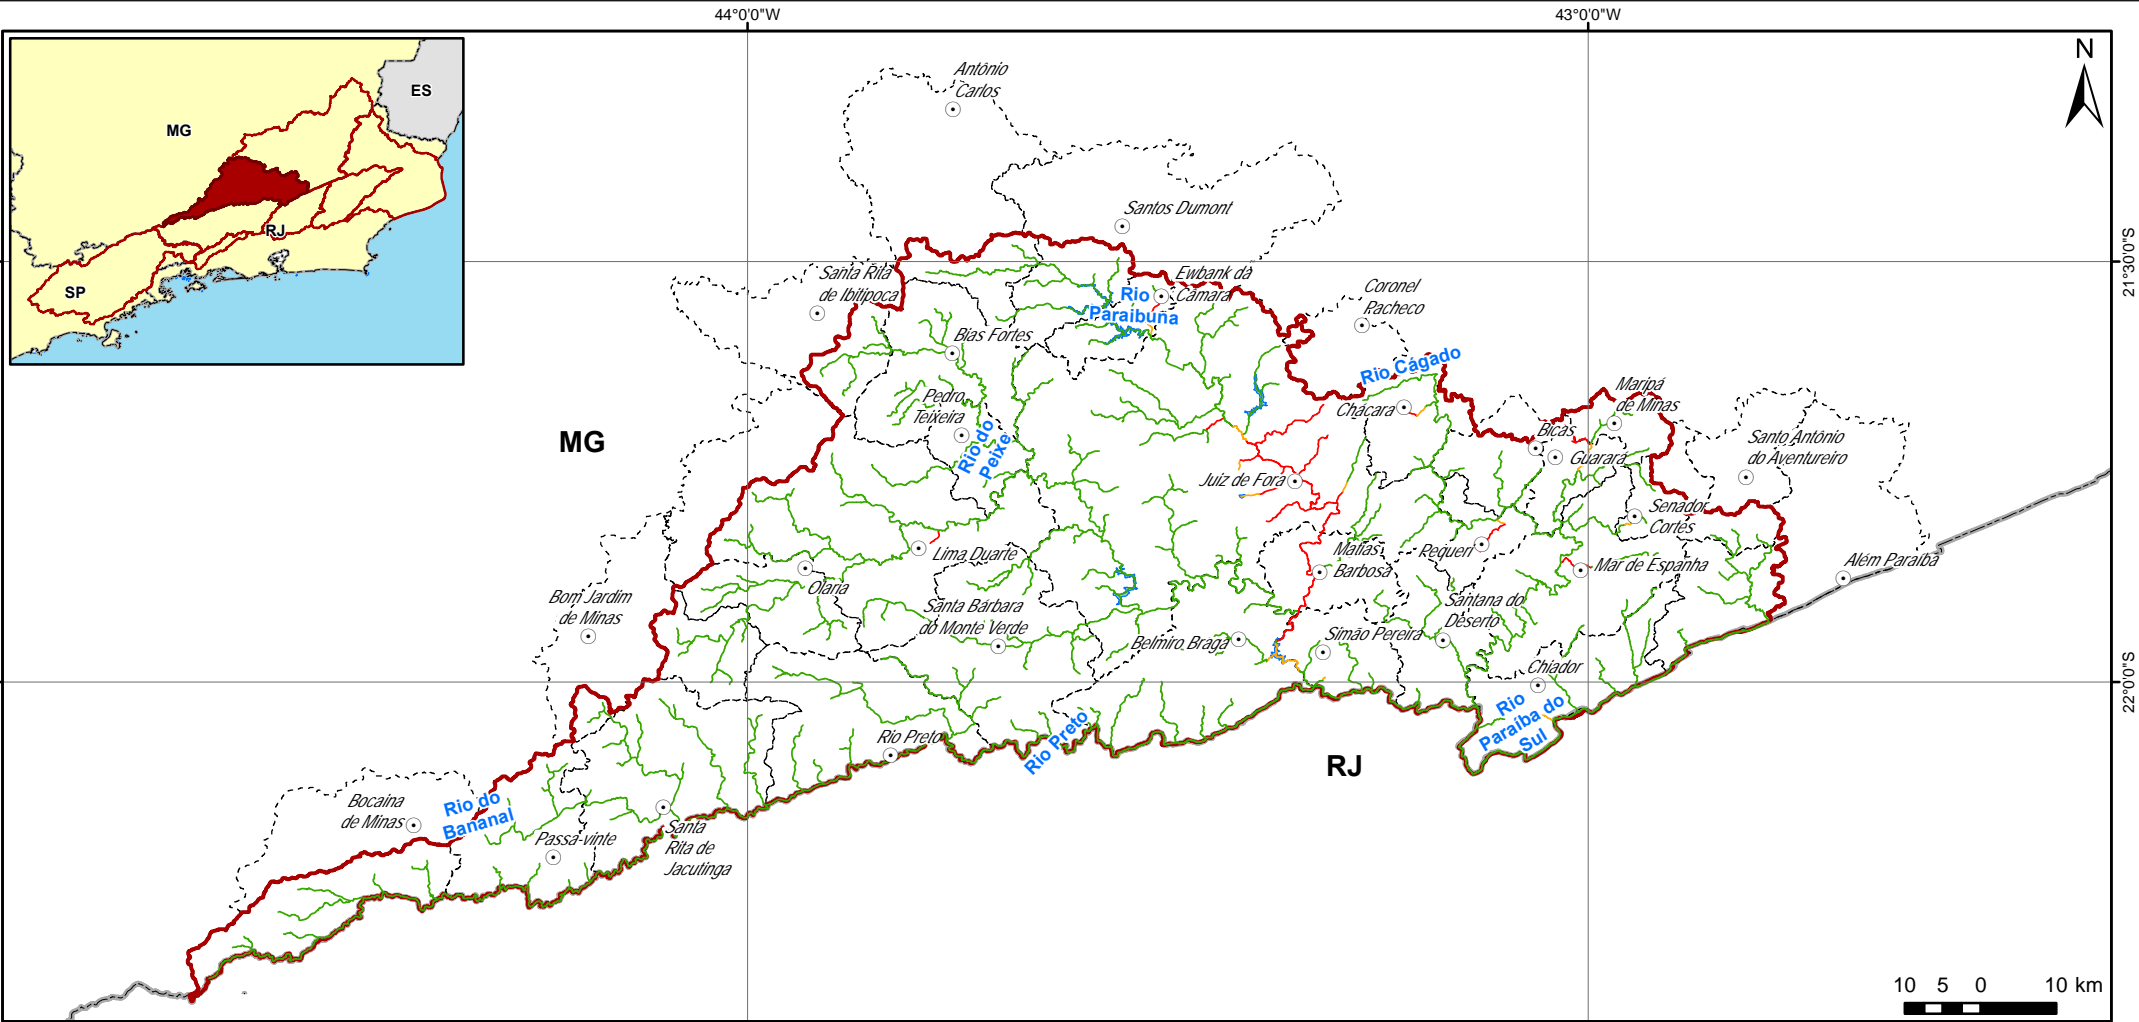 44°0'0"W
43°0'0"W
N
ES
MG
RJ
SP
Antônio
Carlos
Santos Dumont
21°30'0"S
Santa Rita
de Ibitipoca
Ewbank da
Câmara
Rio
Paraibuna
Coronel
Pacheco
Bias Fortes
Rio Cágado
Maripá
de Minas
Pedro
Teixeira
Chácara
MG
Rio do
Peixe
Bicas
Guarará
Santo Antônio
do Aventureiro
Juiz de Fora
Senador
Cortes
Lima Duarte
Matias
Barbosa
Pequeri
Mar de Espanha
Além Paraíba
Olaria
Bom Jardim
de Minas
Santa Bárbara
do Monte Verde
Santana do
Deserto
Belmiro Braga
Simão Pereira
Chiador
22°0'0"S
Rio
Paraíba do
Sul
Rio Preto
Rio Preto
RJ
Bocaina
de Minas
Rio do
Bananal
Passa-vinte
Santa
Rita de
Jacutinga
10 5 0 10 km